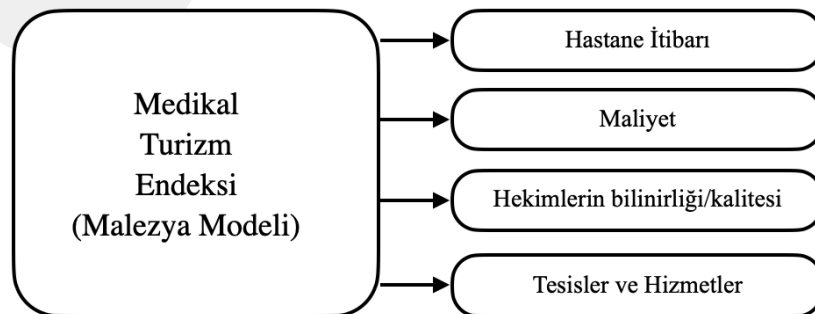 Medikal
Turizm
Endeksi
(Malezya Modeli)
Hastane İtibarı
Maliyet
Hekimlerin bilinirliği/kalitesi
Tesisler ve Hizmetler